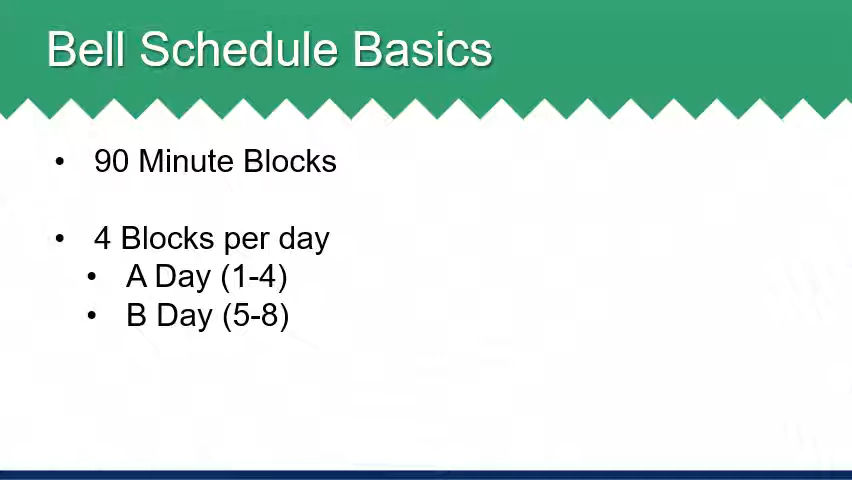 Bell Schedule Basics
• 90 Minute Blocks
• 4 Blocks per day
• A Day (1-4)
• B Day (5-8)